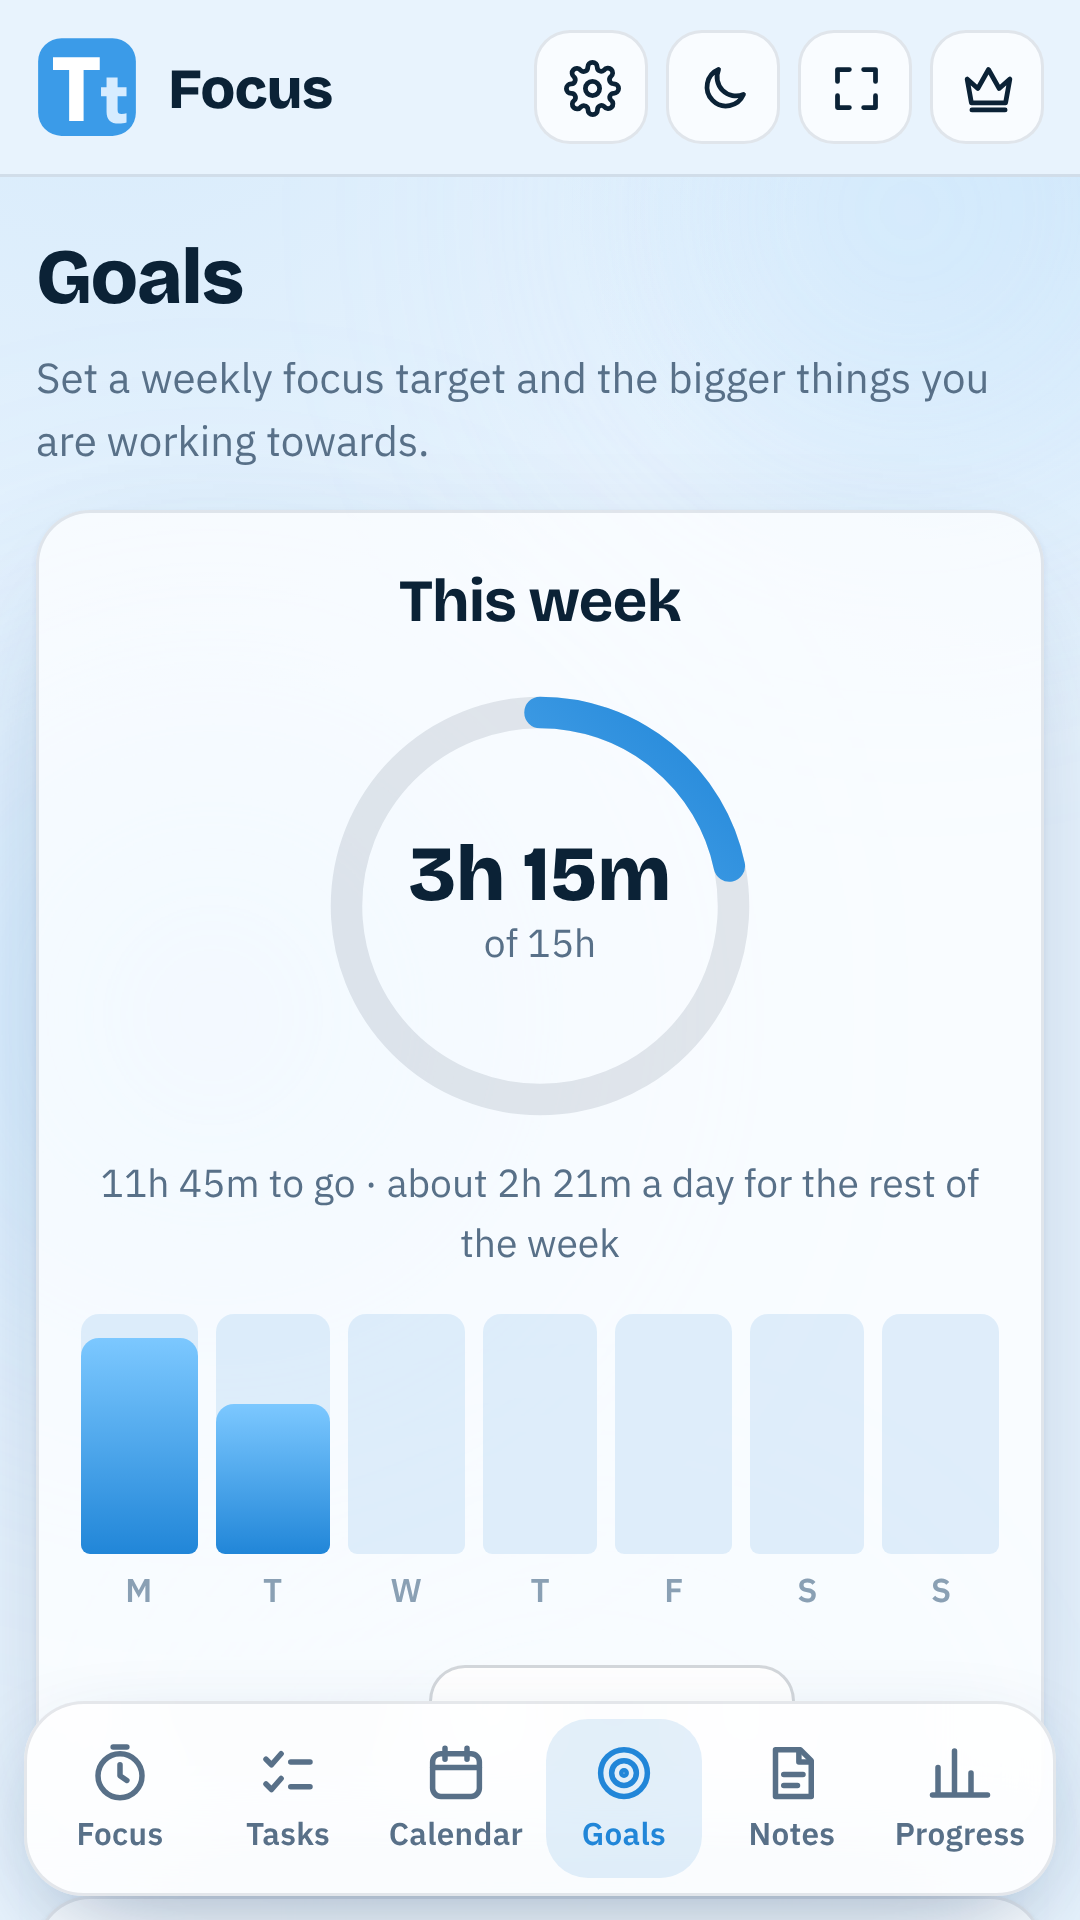 Tt Focus
Goals
Set a weekly focus target and the bigger things you
are working towards.
This week
3h 15m
of 15h
11h 45m to go · about 2h 21m a day for the rest of
the week
M T W T F S S
Focus Tasks Calendar Goals Notes Progress